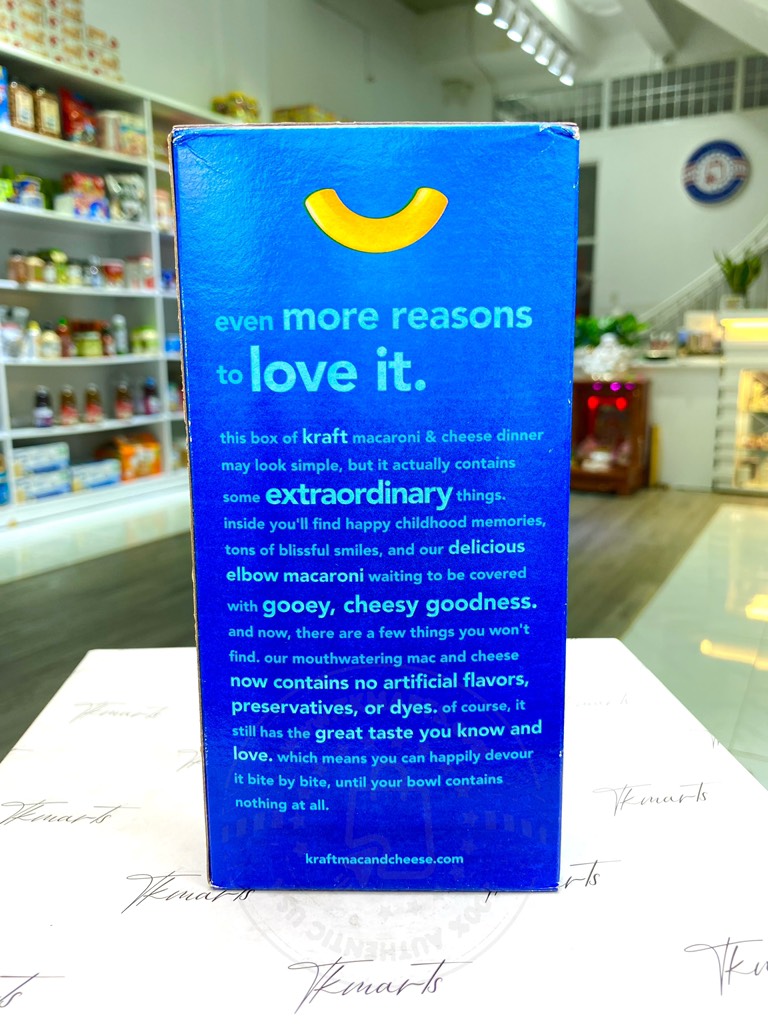 even more reasons
to love it.
this box of kraft macaroni & cheese dinner
may look simple, but it actually contains
some extraordinary things.
inside you'll find happy childhood memories,
tons of blissful smiles, and our delicious
elbow macaroni waiting to be covered
with gooey, cheesy goodness.
and now, there are a few things you won't
find. our mouthwatering mac and cheese
now contains no artificial flavors,
preservatives, or dyes. of course, it
still has the great taste you know and
love. which means you can happily devour
it bite by bite, until your bowl contains
nothing at all.
kraftmacandcheese.com
Tkmarts
Tkmarts
Tkmarts
Tkmarts
Tkmarts
100% AUTHENTIC US